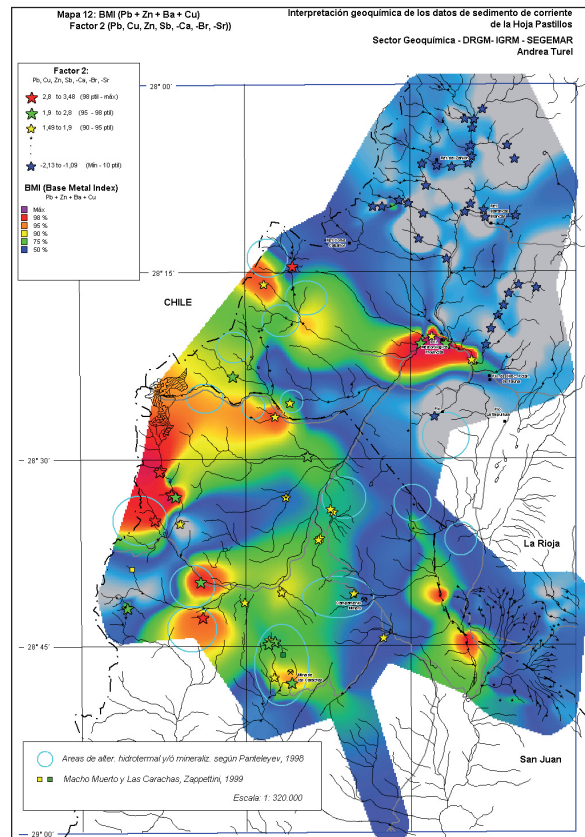 Mapa 12: BMI (Pb + Zn + Ba + Cu)
Factor 2 (Pb, Cu, Zn, Sb, -Ca, -Br, -Sr))
Interpretación geoquímica de los datos de sedimento de corriente
de la Hoja Pastillos
Sector Geoquímica - DRGM- IGRM - SEGEMAR
Andrea Turel
Factor 2:
Pb, Cu, Zn, Sb, -Ca, -Br, -Sr
2,8 to 3,48 (98 ptil - máx)
1,9 to 2,8 (95 - 98 ptil)
1,49 to 1,9 (90 - 95 ptil)
-2,13 to -1,09 (Mín - 10 ptil)
BMI (Base Metal Index)
Pb + Zn + Ba + Cu
Máx
98 %
95 %
90 %
75 %
50 %
28° 00'
28° 15'
CHILE
28° 30'
La Rioja
28° 45'
San Juan
Areas de alter. hidrotermal y/ó mineraliz. según Panteleyev, 1998
Macho Muerto y Las Carachas, Zappettini, 1999
Escala: 1: 320.000
29° 00'